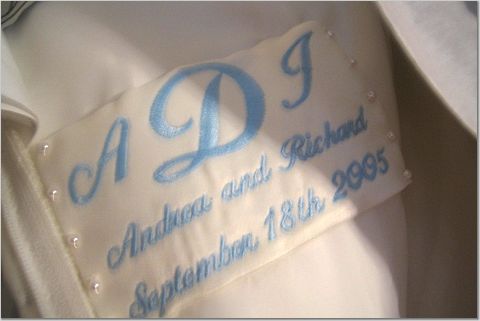 A D I
Andrea and Richard
September 18th 2005